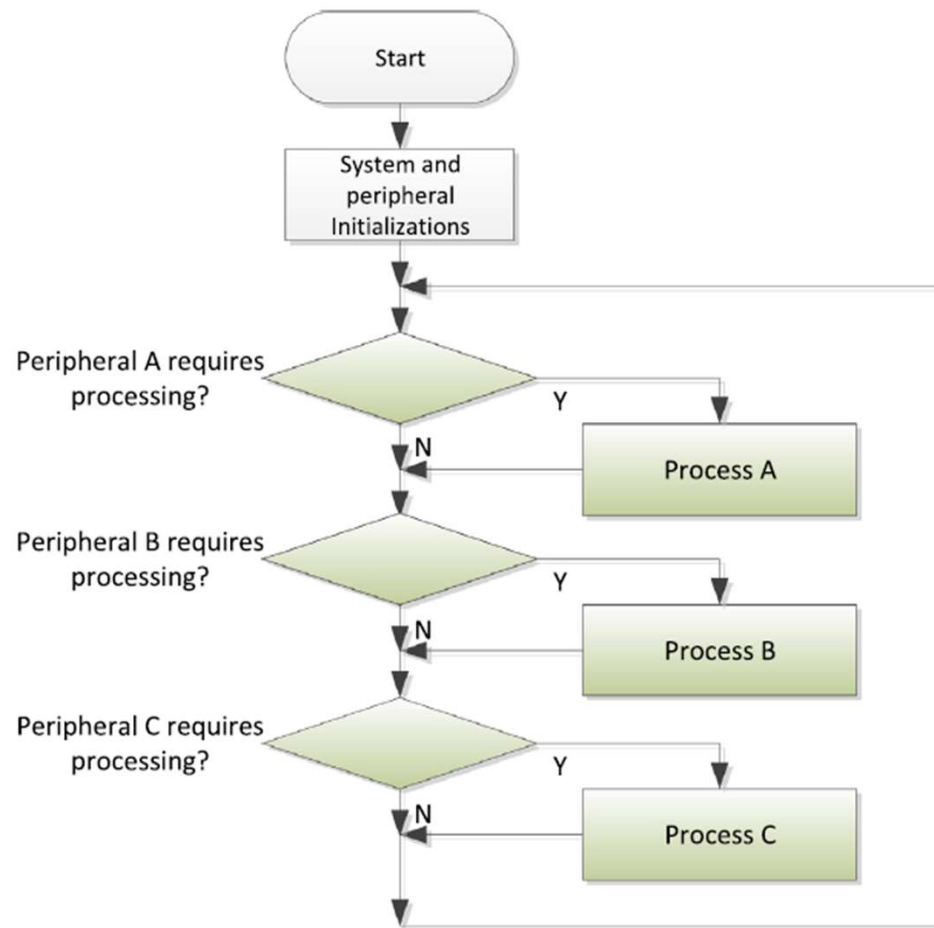 Start
System and
peripheral
Initializations
Peripheral A requires
processing?
Y
N
Process A
Peripheral B requires
processing?
Y
N
Process B
Peripheral C requires
processing?
Y
N
Process C